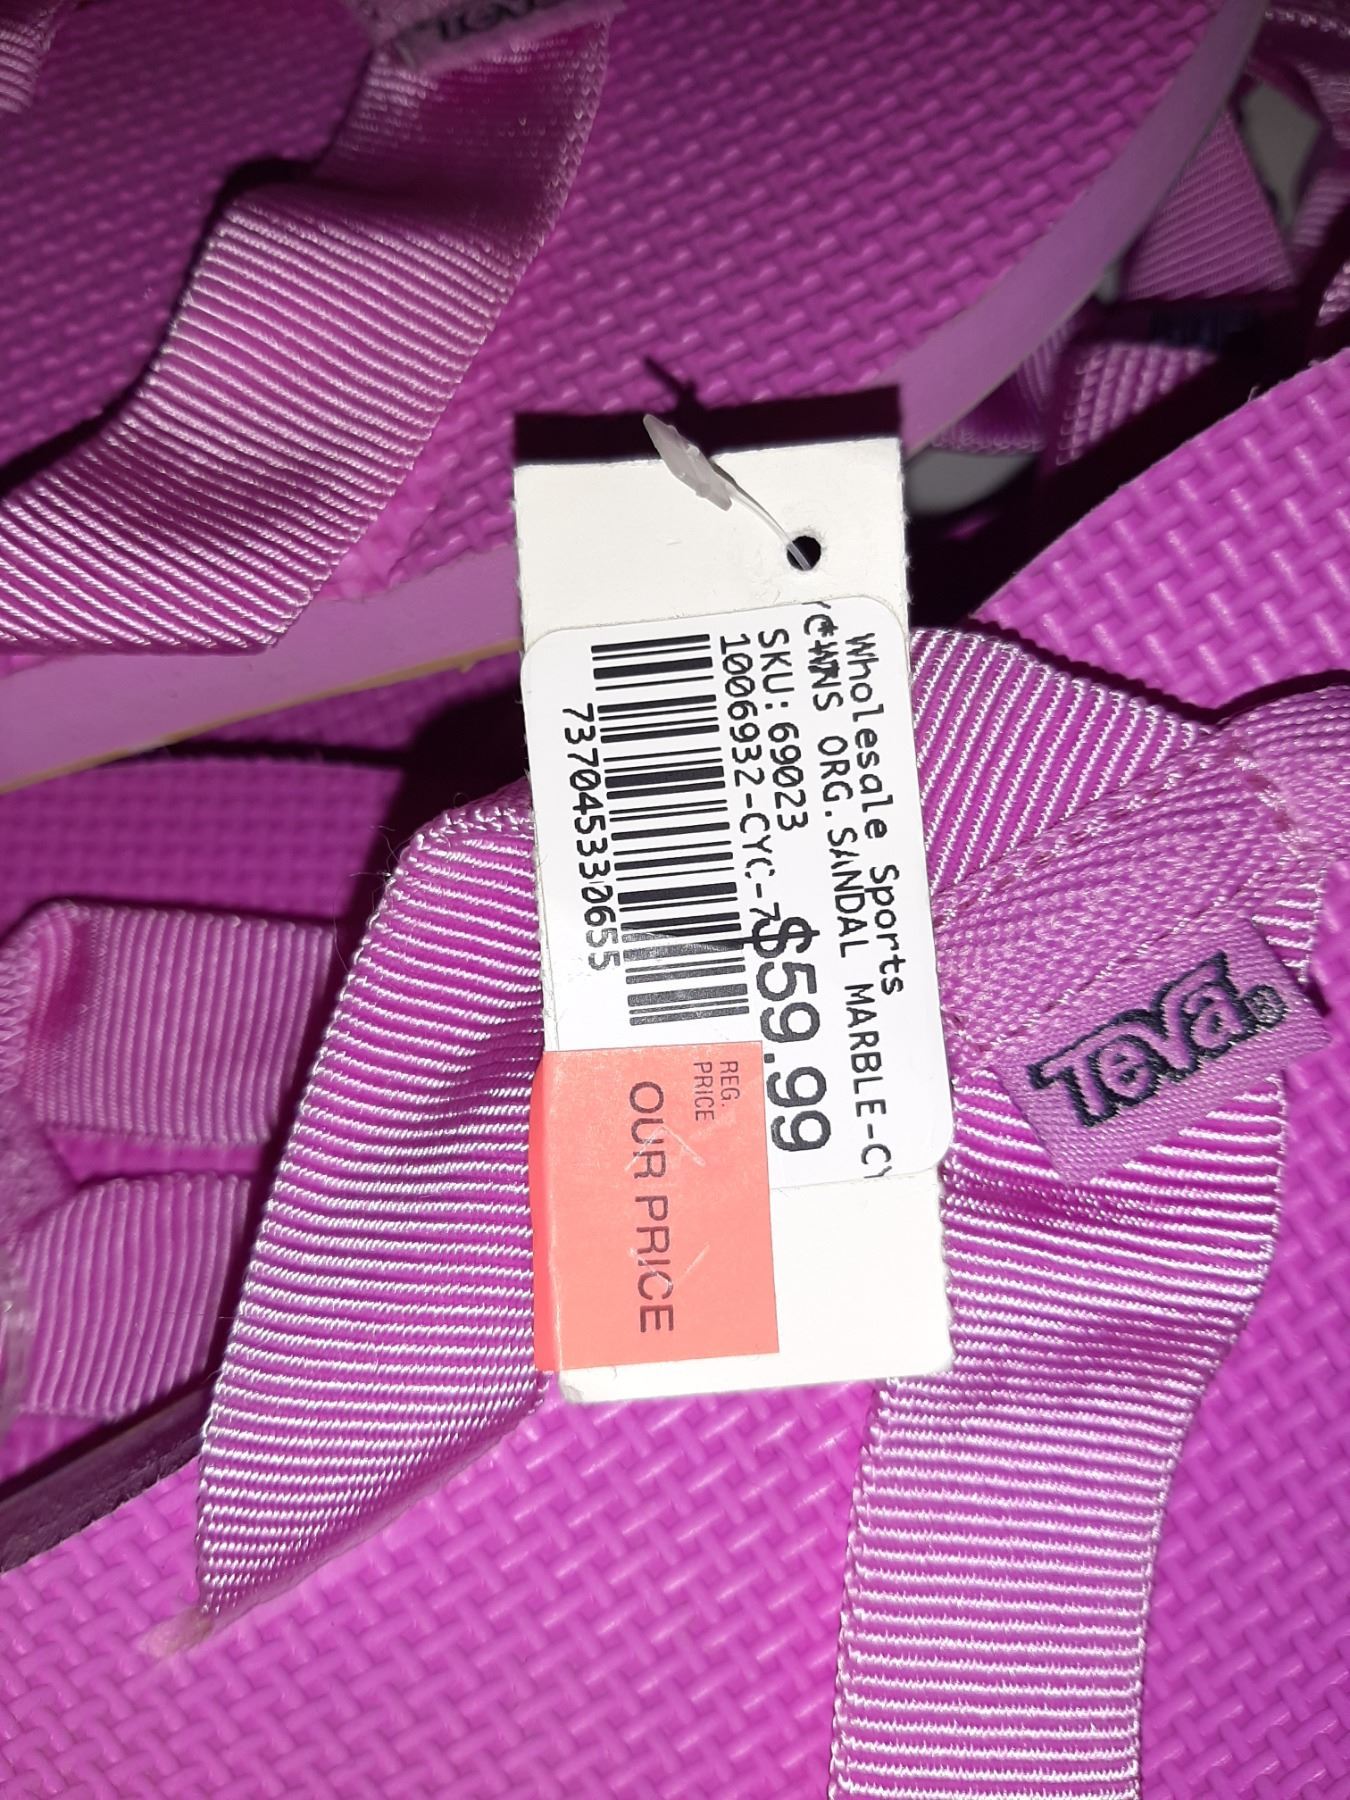 Wholesale Sports
ORG. SANDAL MARBLE-CY
SKU: 69023
1006932-CYC-7
$59.99
737045330655
REG.
PRICE
OUR PRICE
Teva®